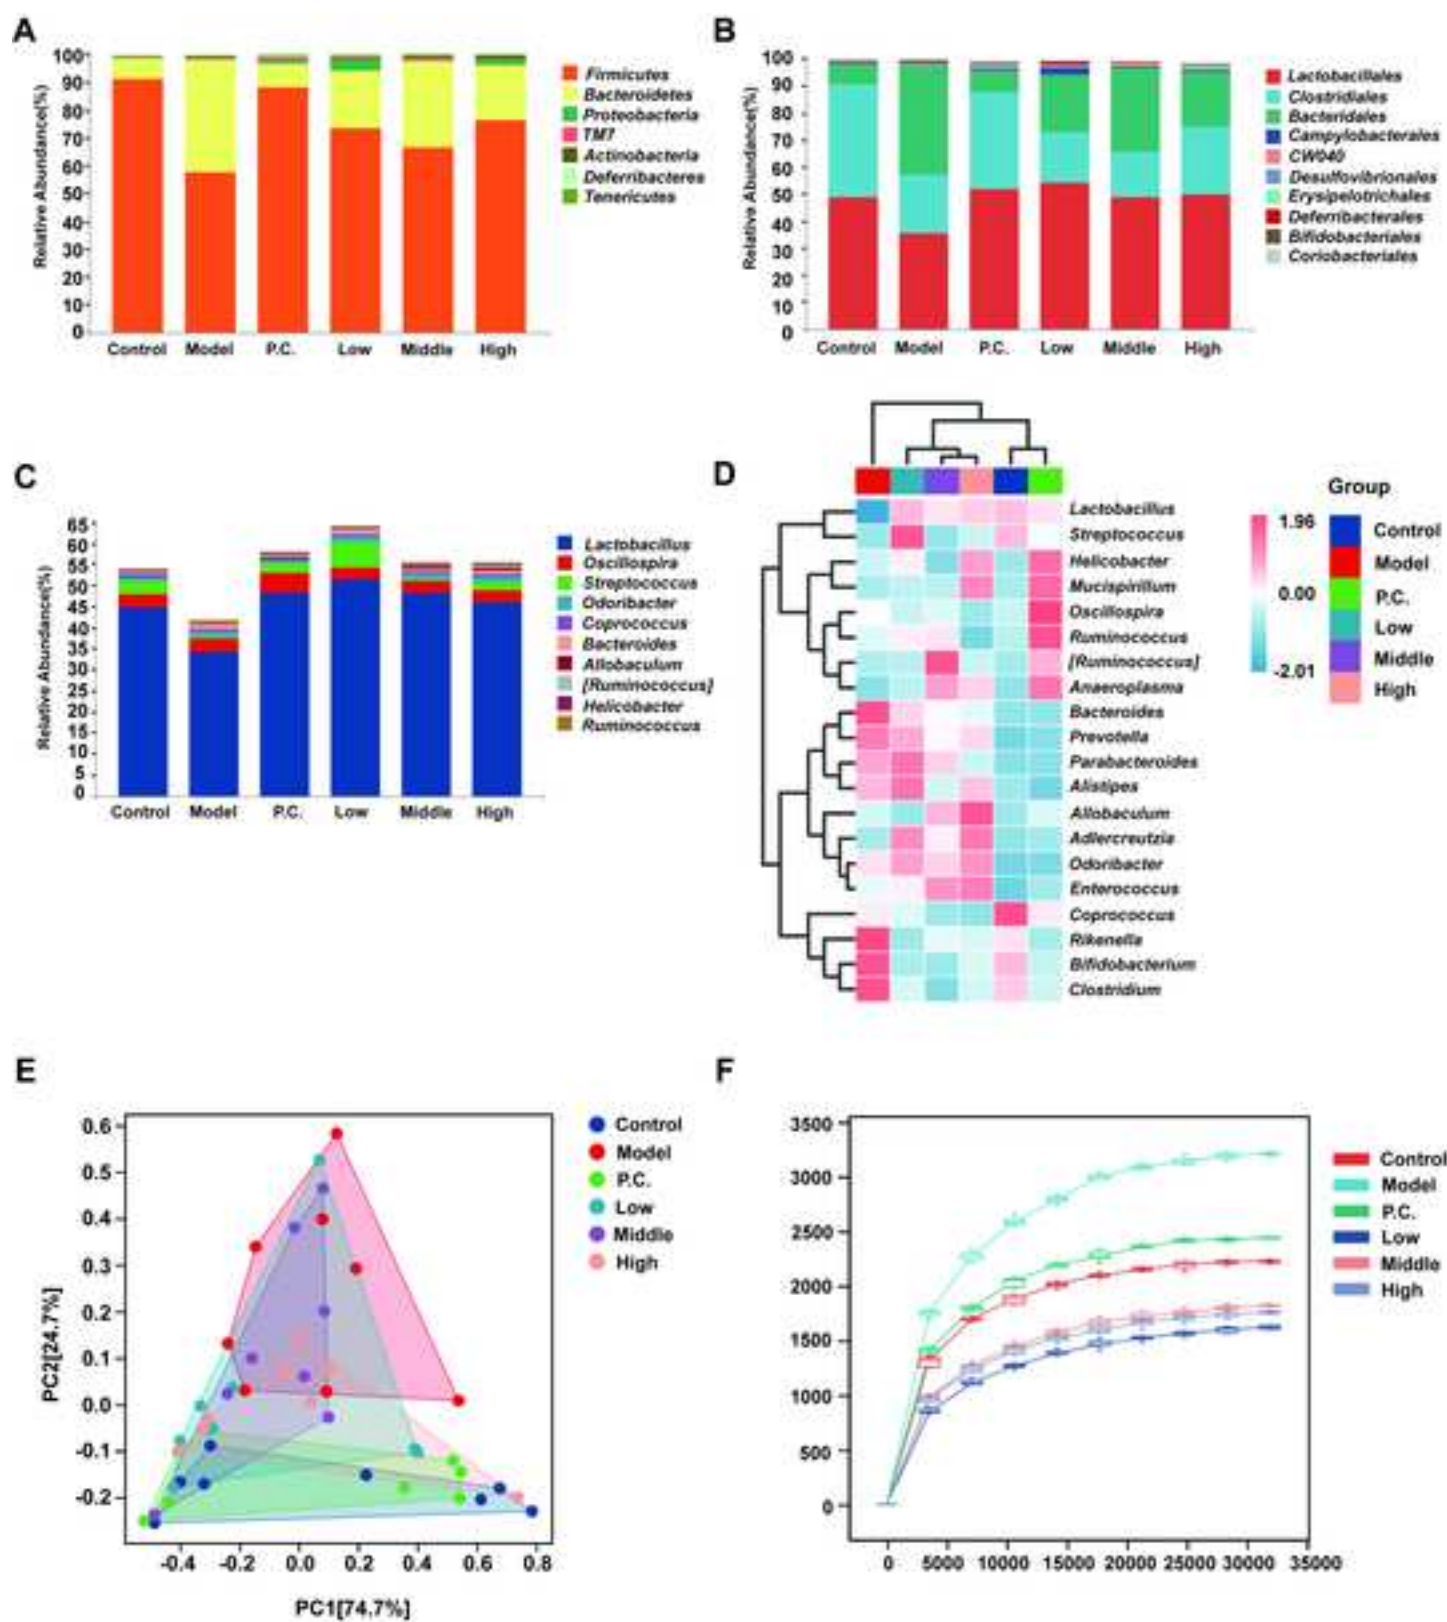 A
Relative Abundance(%)
100
90
80
70
60
50
40
30
20
10
0
Control Model P.C. Low Middle High
Firmicutes
Bacteroidetes
Proteobacteria
TM7
Actinobacteria
Deferribacteres
Tenericutes
B
Relative Abundance(%)
100
90
80
70
60
50
40
30
20
10
0
Control Model P.C. Low Middle High
Lactobacillales
Clostridiales
Bacteridales
Campylobacterales
CW040
Desulfovibrionales
Erysipelotrichales
Deferribacterales
Bifidobacteriales
Coriobacteriales
C
Relative Abundance(%)
65
60
55
50
45
40
35
30
25
20
15
10
5
0
Control Model P.C. Low Middle High
Lactobacillus
Oscillospira
Streptococcus
Odoribacter
Coprococcus
Bacteroides
Allobaculum
[Ruminococcus]
Helicobacter
Ruminococcus
D
Lactobacillus
Streptococcus
Helicobacter
Mucispirillum
Oscillospira
Ruminococcus
[Ruminococcus]
Anaeroplasma
Bacteroides
Prevotella
Parabacteroides
Alistipes
Allobaculum
Adlercreutzia
Odoribacter
Enterococcus
Coprococcus
Rikenella
Bifidobacterium
Clostridium
1.96
0.00
-2.01
Group
Control
Model
P.C.
Low
Middle
High
E
PC2[24.7%]
0.6
0.5
0.4
0.3
0.2
0.1
0.0
-0.1
-0.2
-0.4 -0.2 0.0 0.2 0.4 0.6 0.8
PC1[74.7%]
Control
Model
P.C.
Low
Middle
High
F
3500
3000
2500
2000
1500
1000
500
0
0 5000 10000 15000 20000 25000 30000 35000
Control
Model
P.C.
Low
Middle
High